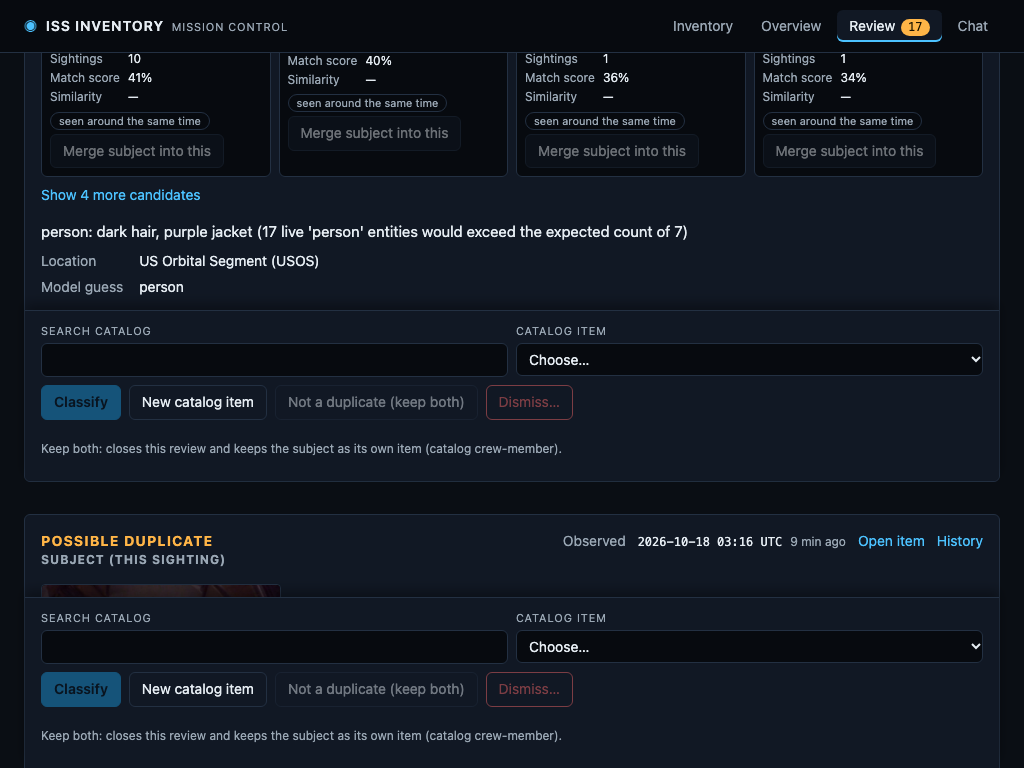 ISS INVENTORY MISSION CONTROL
Inventory Overview Review 17 Chat
Sightings 10
Match score 41%
Similarity —
seen around the same time
Merge subject into this
Match score 40%
Similarity —
seen around the same time
Merge subject into this
Sightings 1
Match score 36%
Similarity —
seen around the same time
Merge subject into this
Sightings 1
Match score 34%
Similarity —
seen around the same time
Merge subject into this
Show 4 more candidates
person: dark hair, purple jacket (17 live 'person' entities would exceed the expected count of 7)
Location US Orbital Segment (USOS)
Model guess person
SEARCH CATALOG
CATALOG ITEM
Choose...
Classify New catalog item Not a duplicate (keep both) Dismiss...
Keep both: closes this review and keeps the subject as its own item (catalog crew-member).
POSSIBLE DUPLICATE
Observed 2026-10-18 03:16 UTC 9 min ago Open item History
SUBJECT (THIS SIGHTING)
SEARCH CATALOG
CATALOG ITEM
Choose...
Classify New catalog item Not a duplicate (keep both) Dismiss...
Keep both: closes this review and keeps the subject as its own item (catalog crew-member).